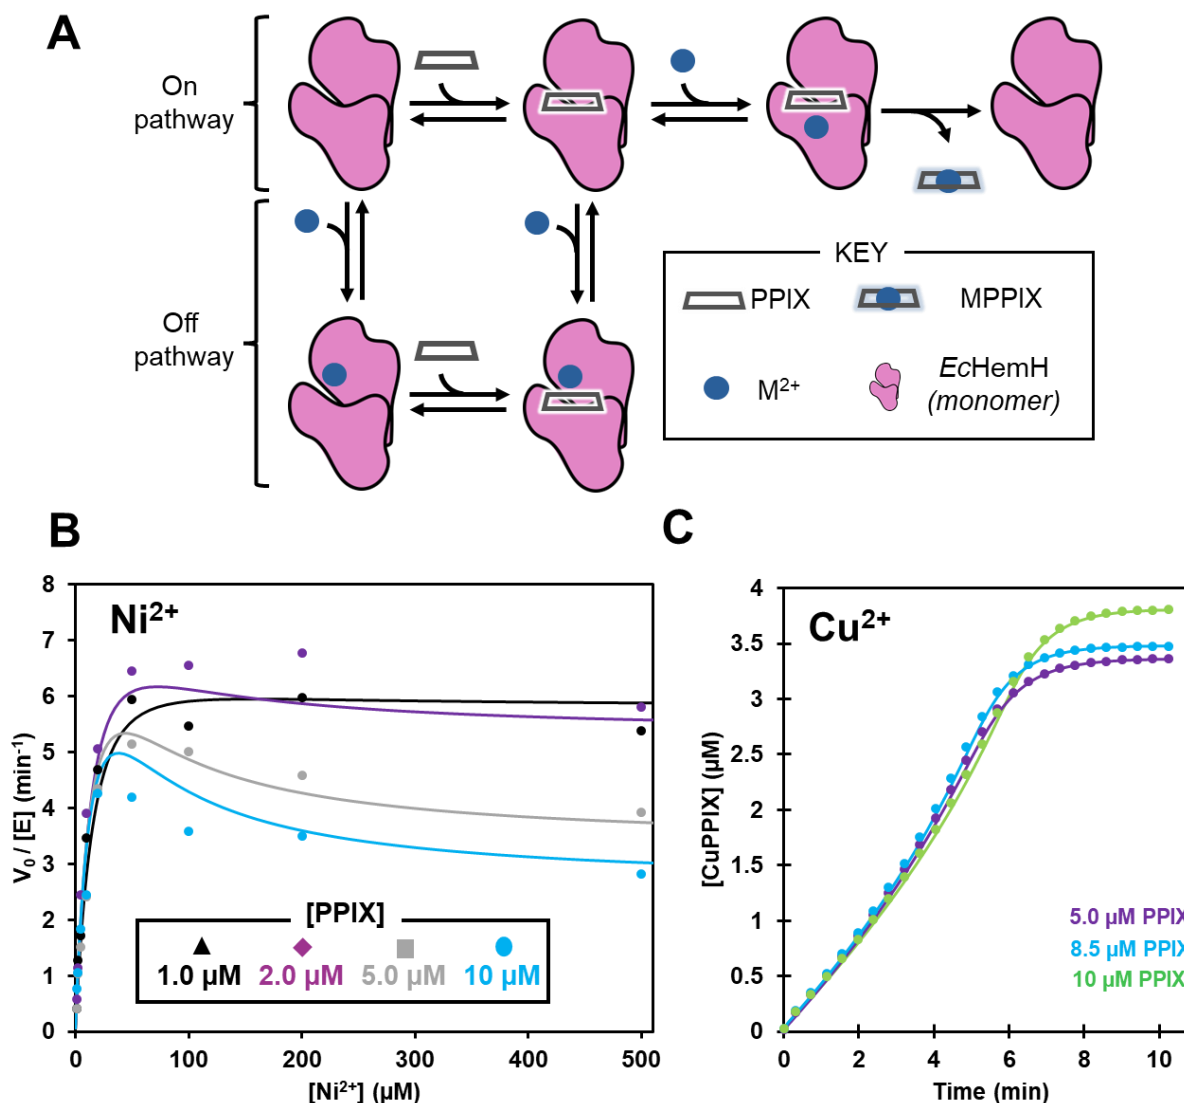 A
On
pathway
Off
pathway
KEY
PPIX
MPPIX
M²⁺
EcHemH
(monomer)
B
Ni²⁺
V₀ / [E] (min⁻¹)
8
7
6
5
4
3
2
1
0
0
100
200
300
400
500
[Ni²⁺] (µM)
[PPIX]
1.0 µM
2.0 µM
5.0 µM
10 µM
C
Cu²⁺
[CuPPIX] (µM)
4
3.5
3
2.5
2
1.5
1
0.5
0
0
2
4
6
8
10
Time (min)
5.0 µM PPIX
8.5 µM PPIX
10 µM PPIX